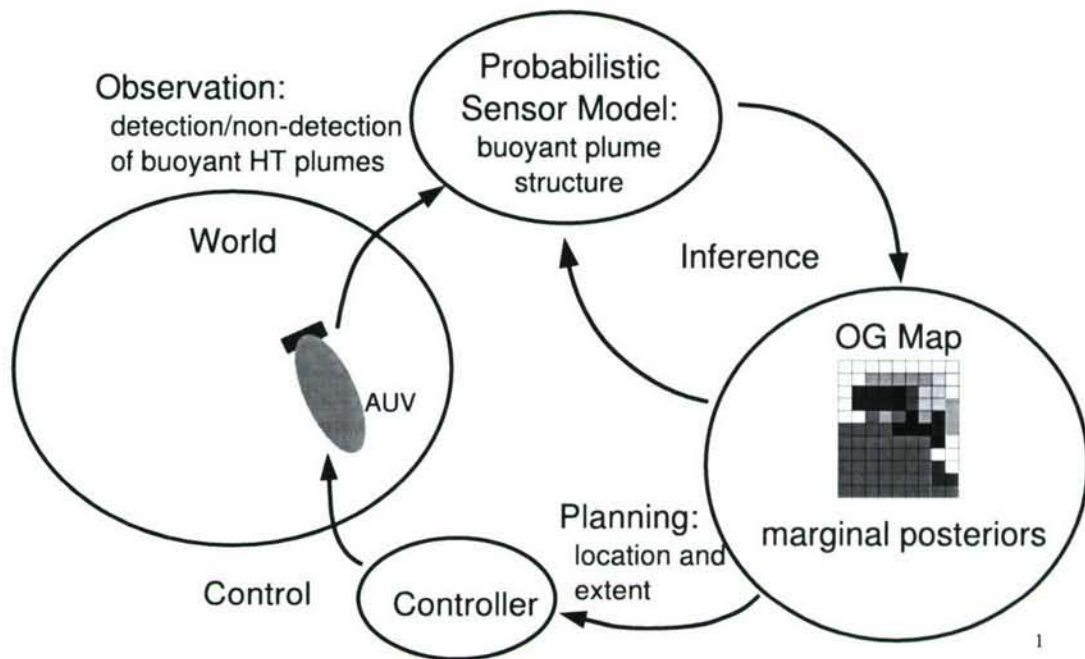 Observation:
detection/non-detection
of buoyant HT plumes
Probabilistic
Sensor Model:
buoyant plume
structure
World
AUV
Inference
OG Map
marginal posteriors
Planning:
location and
extent
Controller
Control
1